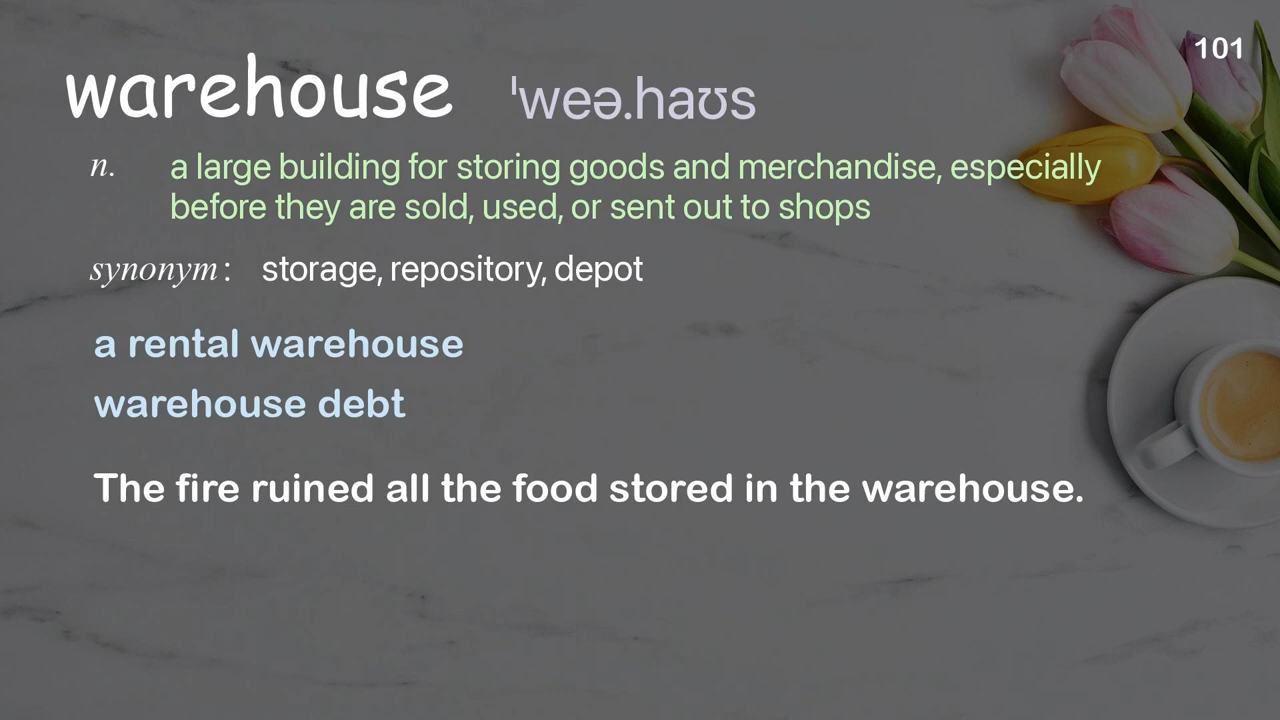 101
warehouse ˈweə.haʊs
n. a large building for storing goods and merchandise, especially
before they are sold, used, or sent out to shops
synonym: storage, repository, depot
a rental warehouse
warehouse debt
The fire ruined all the food stored in the warehouse.